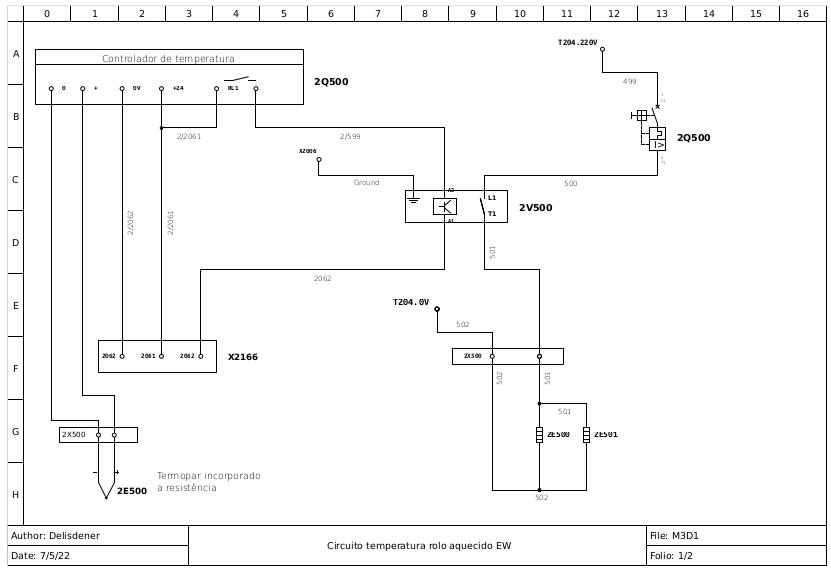 0 1 2 3 4 5 6 7 8 9 10 11 12 13 14 15 16
A
B
C
D
E
F
G
H
T204.220V
Controlador de temperatura
2Q500
0 + 0V +24 RL1
499
2Q500
2/2061
2/599
X2006
Ground
500
A2
L1
T1
A1
2V500
2/2062
2/2061
501
2062
T204.0V
502
2062 2061 2062
X2166
2X500
502
501
501
2X500
2E500
2E501
- +
2E500
Termopar incorporado
a resistência
502
Author: Delisdener
Date: 7/5/22
Circuito temperatura rolo aquecido EW
File: M3D1
Folio: 1/2